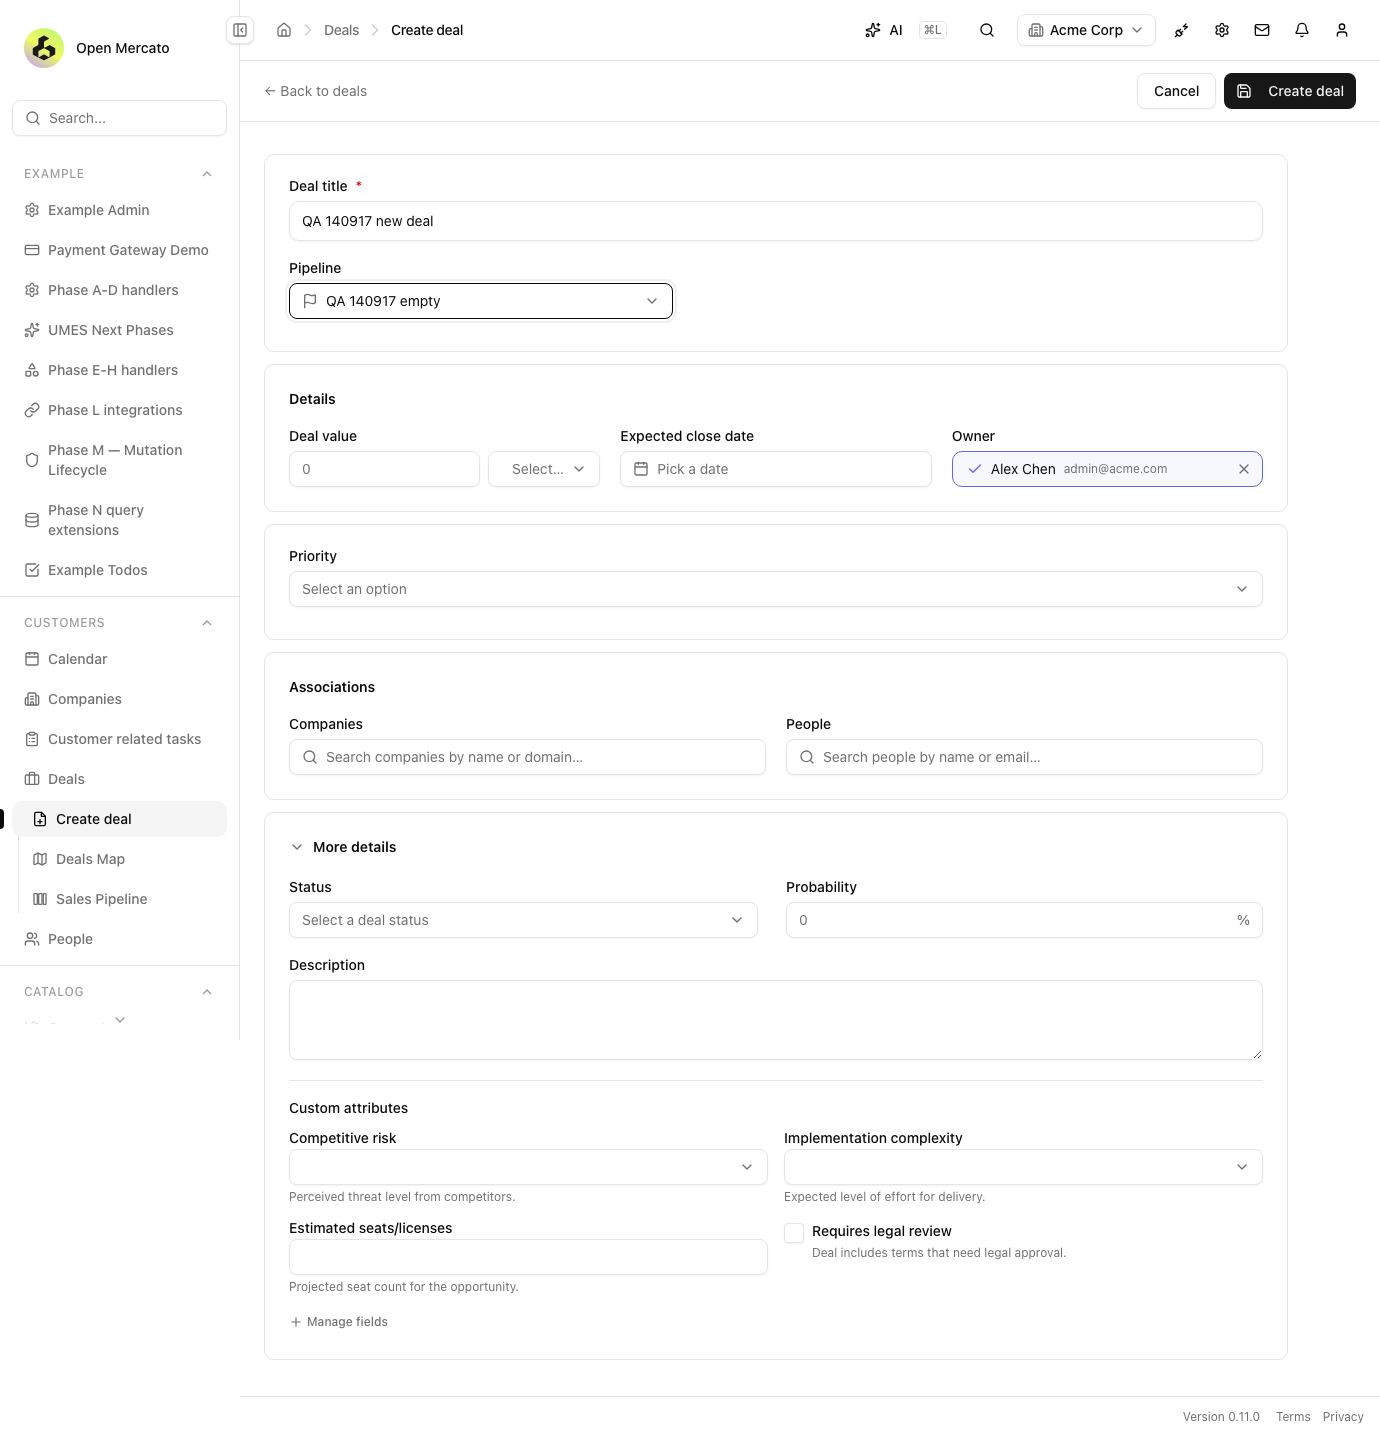 Open Mercato
Search...
EXAMPLE
Example Admin
Payment Gateway Demo
Phase A-D handlers
UMES Next Phases
Phase E-H handlers
Phase L integrations
Phase M — Mutation
Lifecycle
Phase N query
extensions
Example Todos
CUSTOMERS
Calendar
Companies
Customer related tasks
Deals
Create deal
Deals Map
Sales Pipeline
People
CATALOG
Deals
Create deal
AI ⌘L
Acme Corp
← Back to deals
Cancel
Create deal
Deal title *
QA 140917 new deal
Pipeline
QA 140917 empty
Details
Deal value
Expected close date
Owner
0
Select...
Pick a date
Alex Chen admin@acme.com
Priority
Select an option
Associations
Companies
People
Search companies by name or domain...
Search people by name or email...
More details
Status
Probability
Select a deal status
0 %
Description
Custom attributes
Competitive risk
Implementation complexity
Perceived threat level from competitors.
Expected level of effort for delivery.
Estimated seats/licenses
Requires legal review
Deal includes terms that need legal approval.
Projected seat count for the opportunity.
+ Manage fields
Version 0.11.0 Terms Privacy